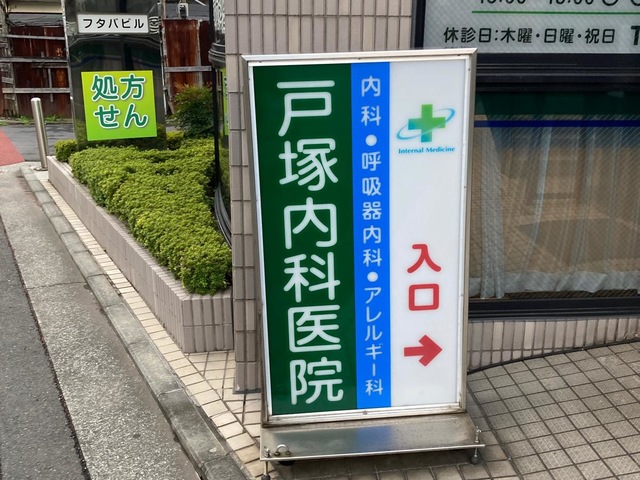 フタバビル
処方
せん
休診日:木曜・日曜・祝日
戸塚内科医院
内科・呼吸器内科・アレルギー科
Internal Medicine
入口
→